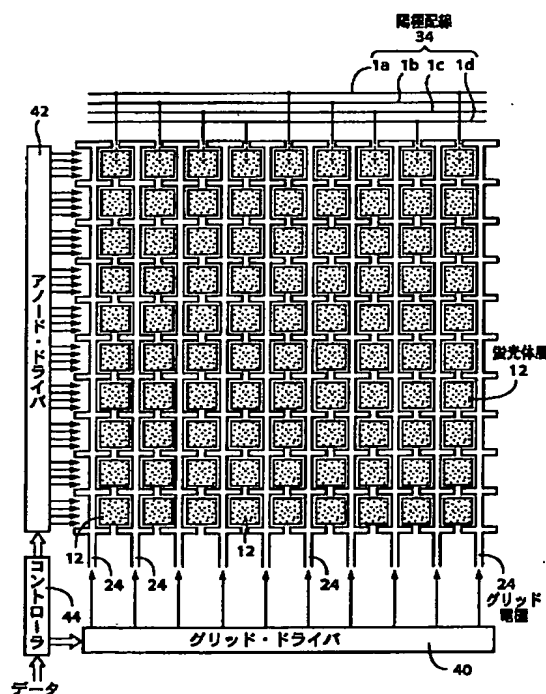 陽極配線
34
1a 1b 1c 1d
42
アノード・ドライバ
蛍光体層
12
12
12
24
24
24
24
グリッド
電極
コントローラ
44
グリッド・ドライバ
40
データ